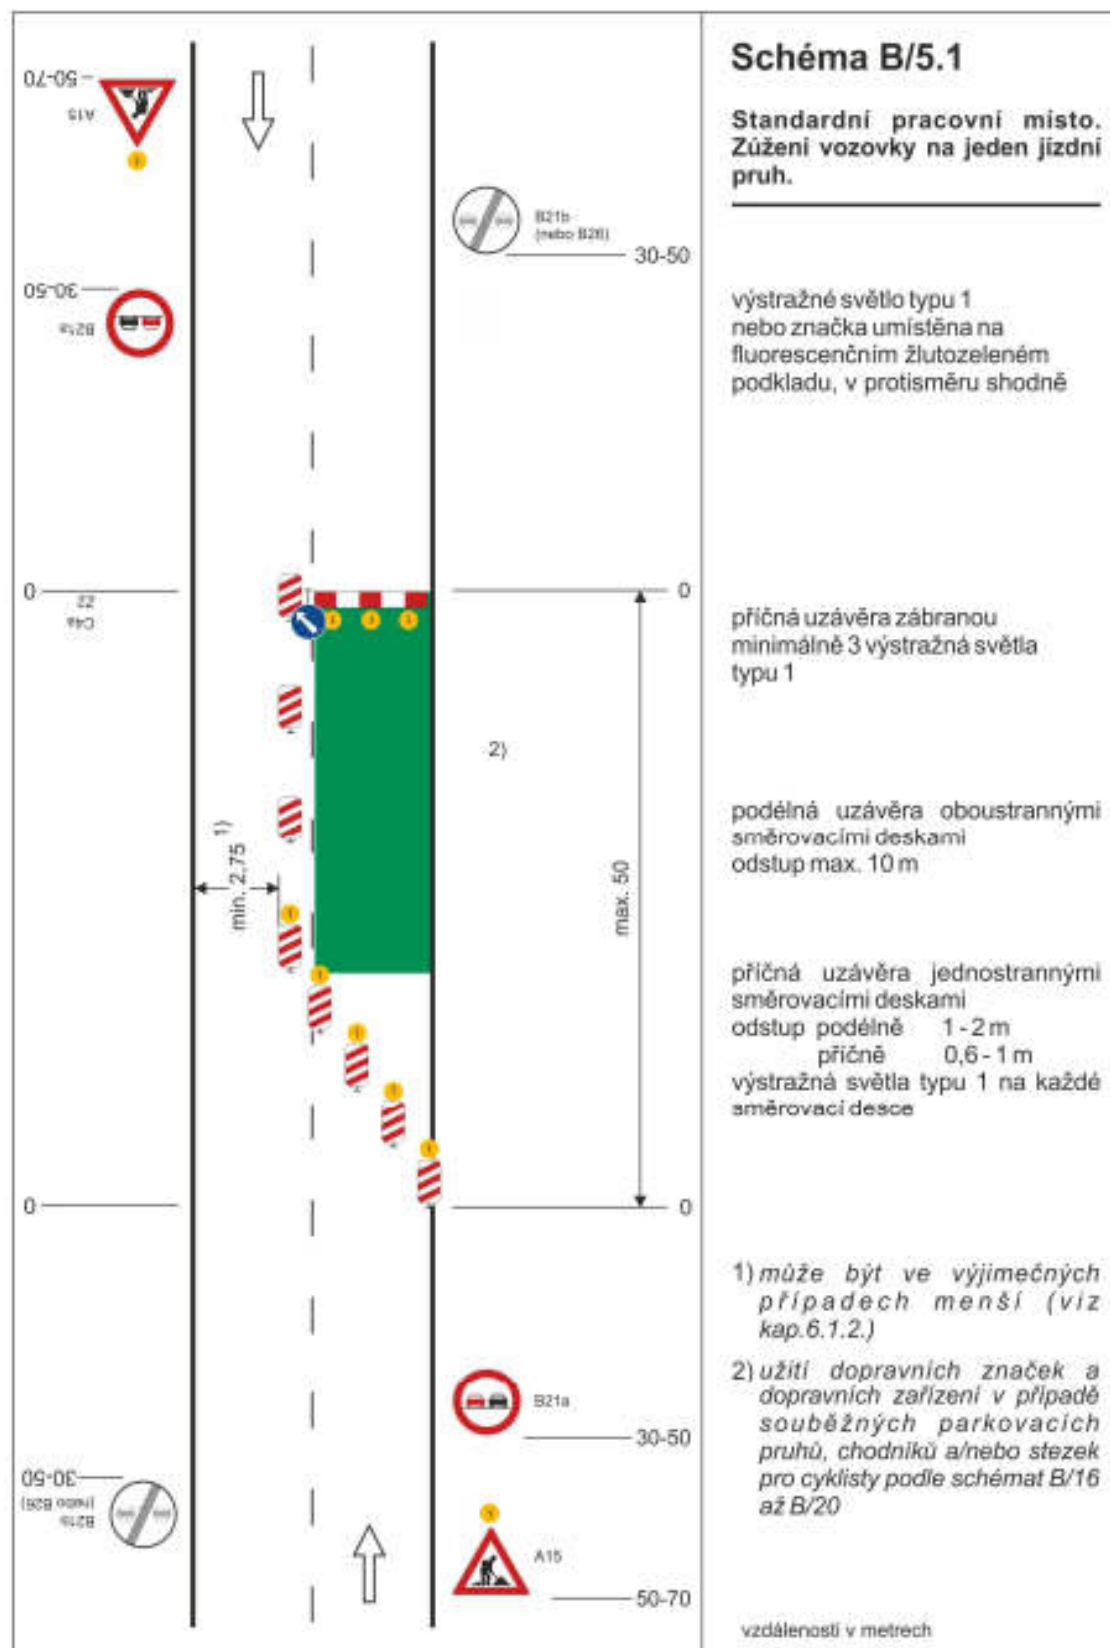 50-70
A15
30-50
B21a
0
Z2
C4a
min. 2,75 1)
0
30-50
B21b
(nebo B26)
B21b
(nebo B26)
30-50
0
2)
max. 50
0
B21a
30-50
A15
50-70
Schéma B/5.1
Standardní pracovní místo.
Zúžení vozovky na jeden jízdní
pruh.
výstražné světlo typu 1
nebo značka umístěna na
fluorescenčním žlutozeleném
podkladu, v protisměru shodně
příčná uzávěra zábranou
minimálně 3 výstražná světla
typu 1
podélná uzávěra oboustrannými
směrovacími deskami
odstup max. 10 m
příčná uzávěra jednostrannými
směrovacími deskami
odstup podélně 1 - 2 m
příčně 0,6 - 1 m
výstražná světla typu 1 na každé
směrovací desce
1) může být ve výjimečných
případech menší (viz
kap.6.1.2.)
2) užití dopravních značek a
dopravních zařízení v případě
souběžných parkovacích
pruhů, chodníků a/nebo stezek
pro cyklisty podle schémat B/16
až B/20
vzdálenosti v metrech